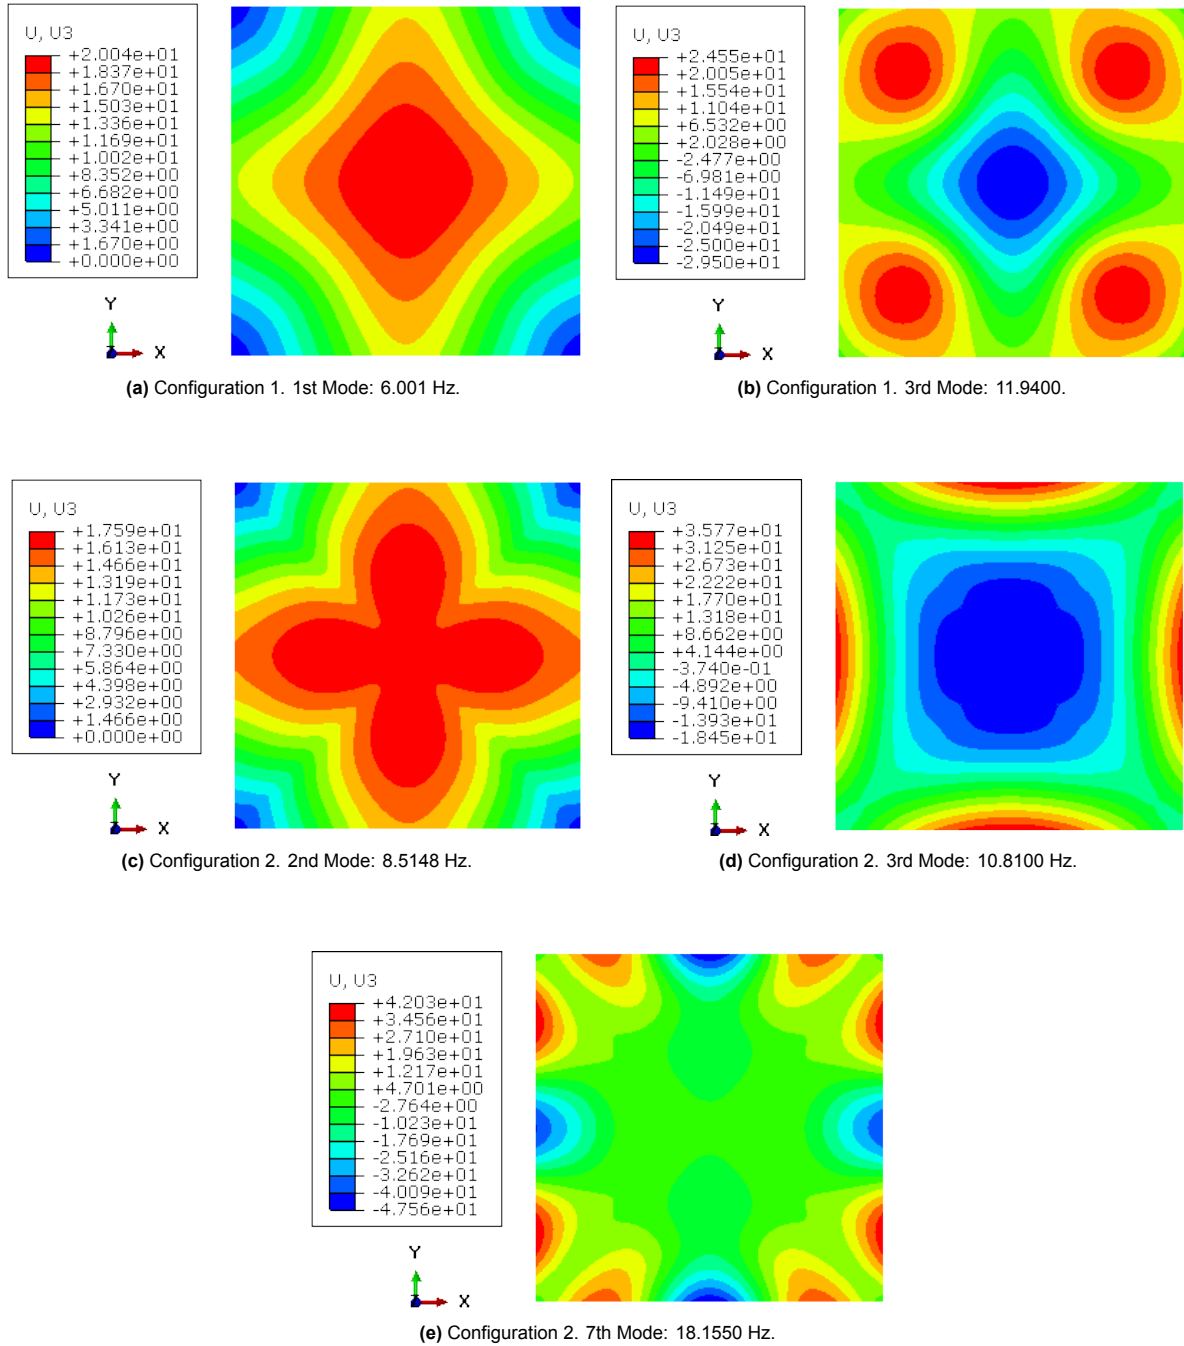 U, U3
+2.004e+01
+1.837e+01
+1.670e+01
+1.503e+01
+1.336e+01
+1.169e+01
+1.002e+01
+8.352e+00
+6.682e+00
+5.011e+00
+3.341e+00
+1.670e+00
+0.000e+00
Y
X
(a) Configuration 1. 1st Mode: 6.001 Hz.
U, U3
+2.455e+01
+2.005e+01
+1.554e+01
+1.104e+01
+6.532e+00
+2.028e+00
-2.477e+00
-6.981e+00
-1.149e+01
-1.599e+01
-2.049e+01
-2.500e+01
-2.950e+01
Y
X
(b) Configuration 1. 3rd Mode: 11.9400.
U, U3
+1.759e+01
+1.613e+01
+1.466e+01
+1.319e+01
+1.173e+01
+1.026e+01
+8.796e+00
+7.330e+00
+5.864e+00
+4.398e+00
+2.932e+00
+1.466e+00
+0.000e+00
Y
X
(c) Configuration 2. 2nd Mode: 8.5148 Hz.
U, U3
+3.577e+01
+3.125e+01
+2.673e+01
+2.222e+01
+1.770e+01
+1.318e+01
+8.662e+00
+4.144e+00
-3.740e-01
-4.892e+00
-9.410e+00
-1.393e+01
-1.845e+01
Y
X
(d) Configuration 2. 3rd Mode: 10.8100 Hz.
U, U3
+4.203e+01
+3.456e+01
+2.710e+01
+1.963e+01
+1.217e+01
+4.701e+00
-2.764e+00
-1.023e+01
-1.769e+01
-2.516e+01
-3.262e+01
-4.009e+01
-4.756e+01
Y
X
(e) Configuration 2. 7th Mode: 18.1550 Hz.